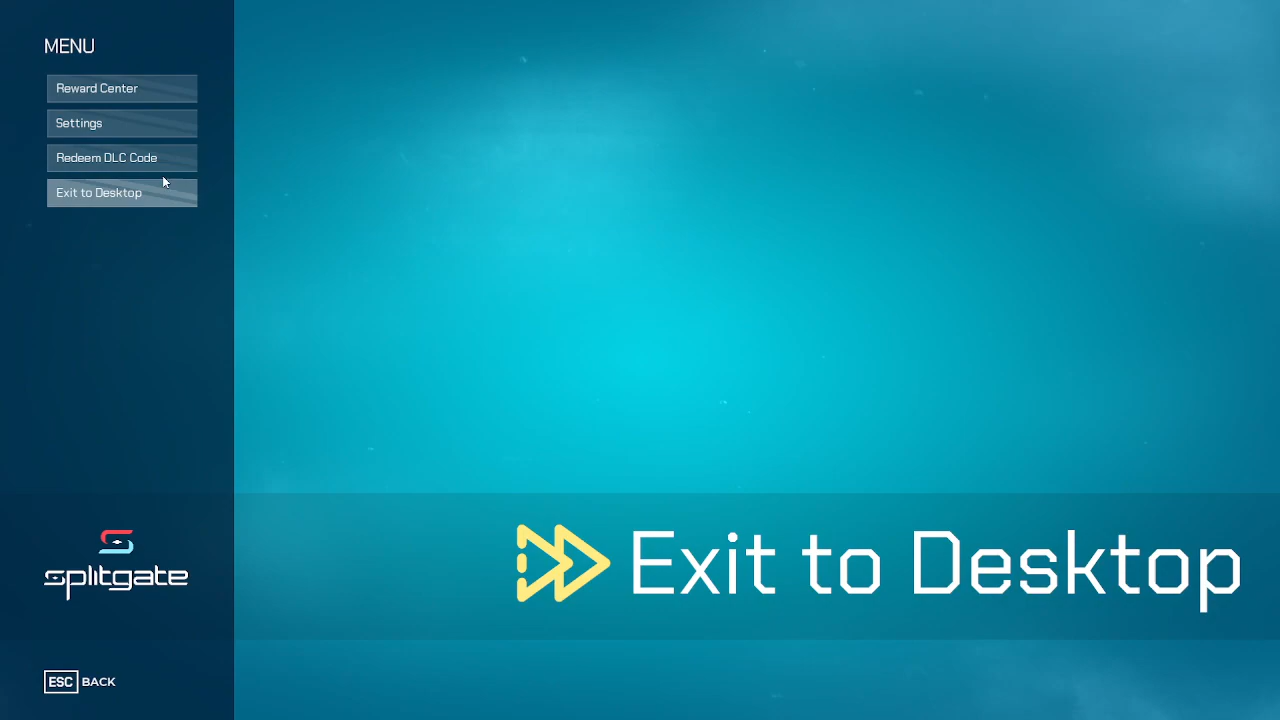 MENU
Reward Center
Settings
Redeem DLC Code
Exit to Desktop
Exit to Desktop
splitgate
ESC BACK